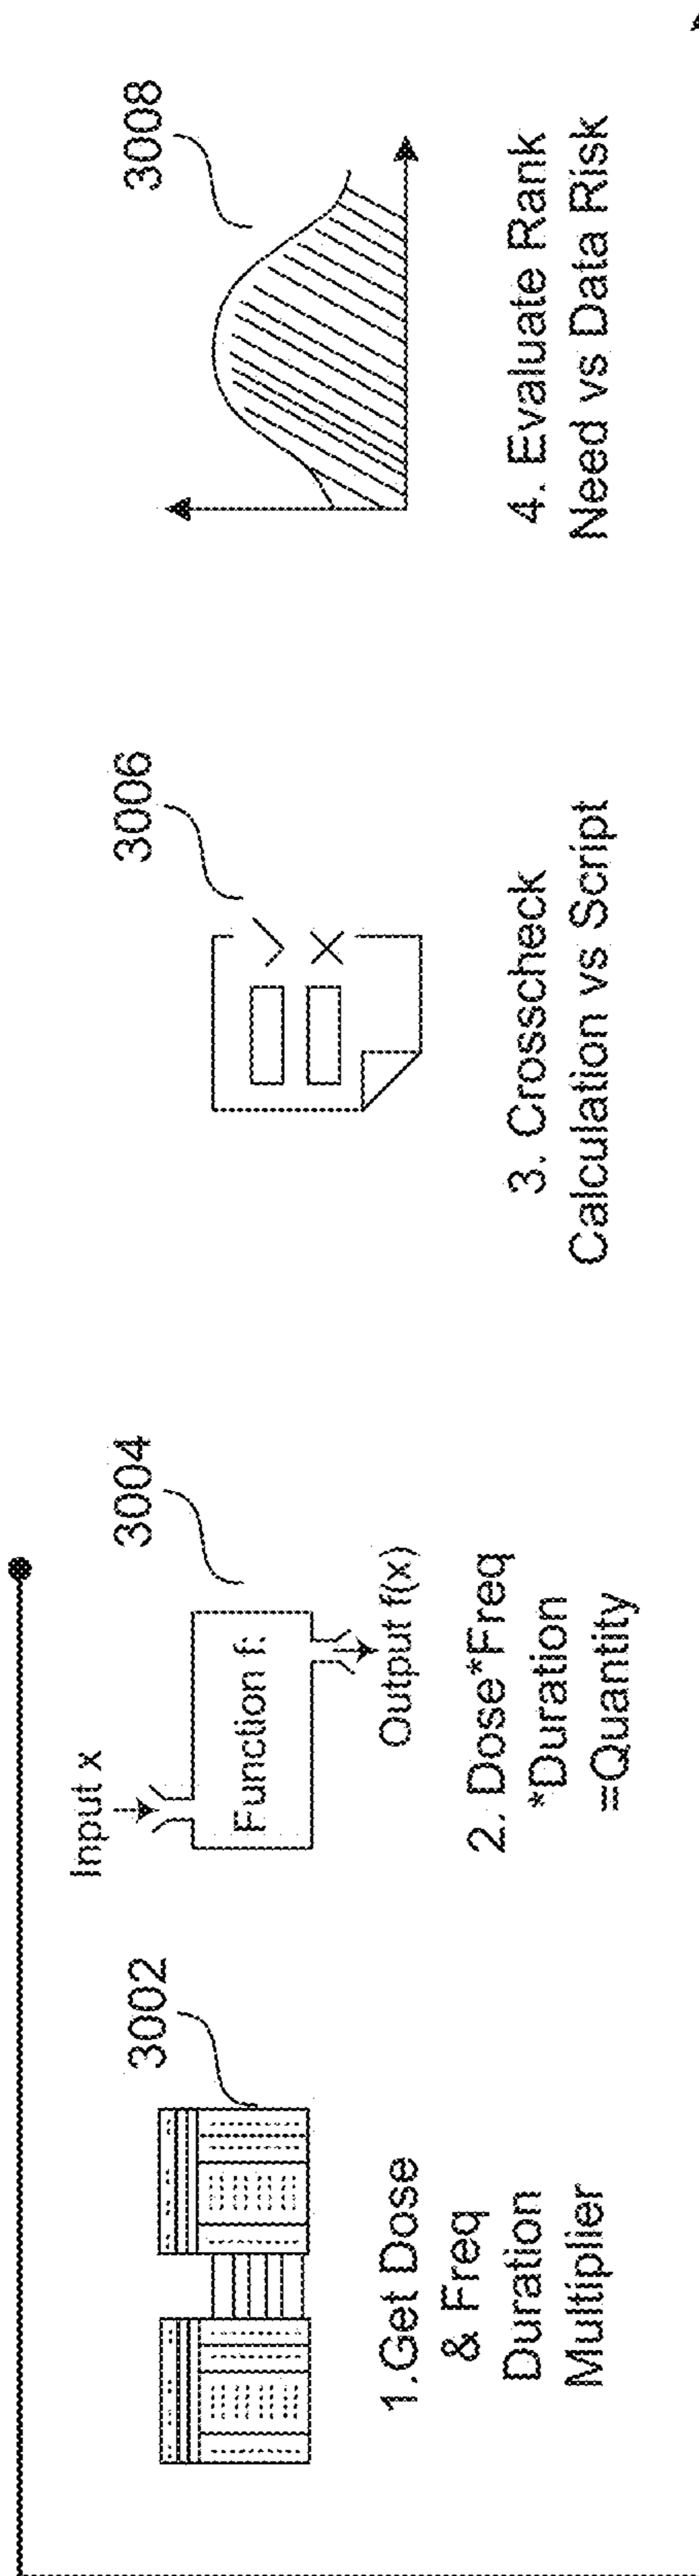 3002
1.Get Dose
& Freq
Duration
Multiplier
Input x
3004
Function f:
Output f(x)
2. Dose*Freq
*Duration
=Quantity
3006
3. Crosscheck
Calculation vs Script
3008
4. Evaluate Rank
Need vs Data Risk